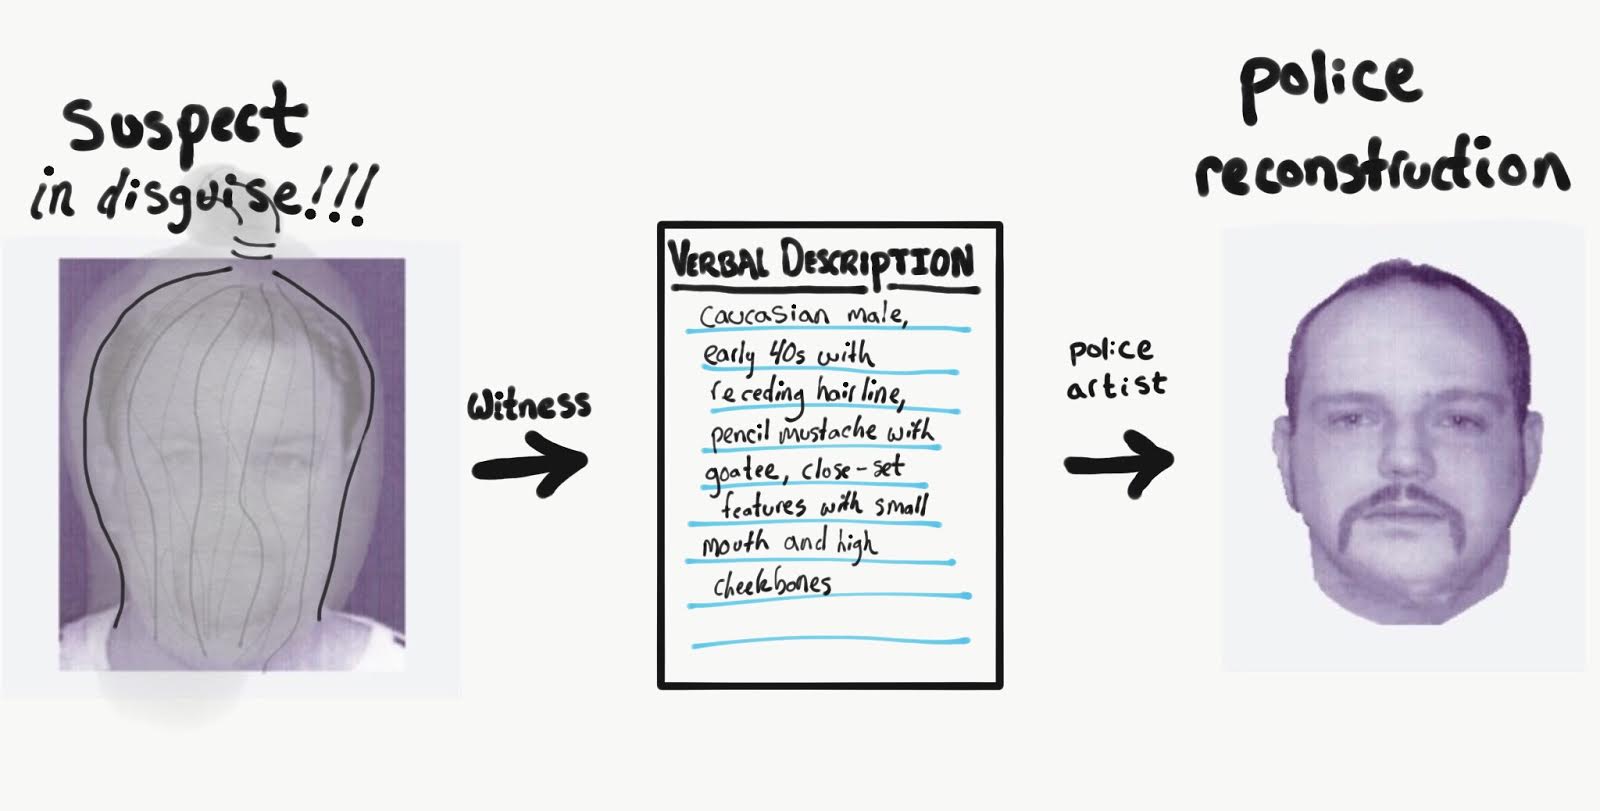 Suspect
in disguise!!!
Witness
VERBAL DESCRIPTION
Caucasian male,
early 40s with
receding hairline,
pencil mustache with
goatee, close-set
features with small
mouth and high
cheekbones
police
artist
police
reconstruction